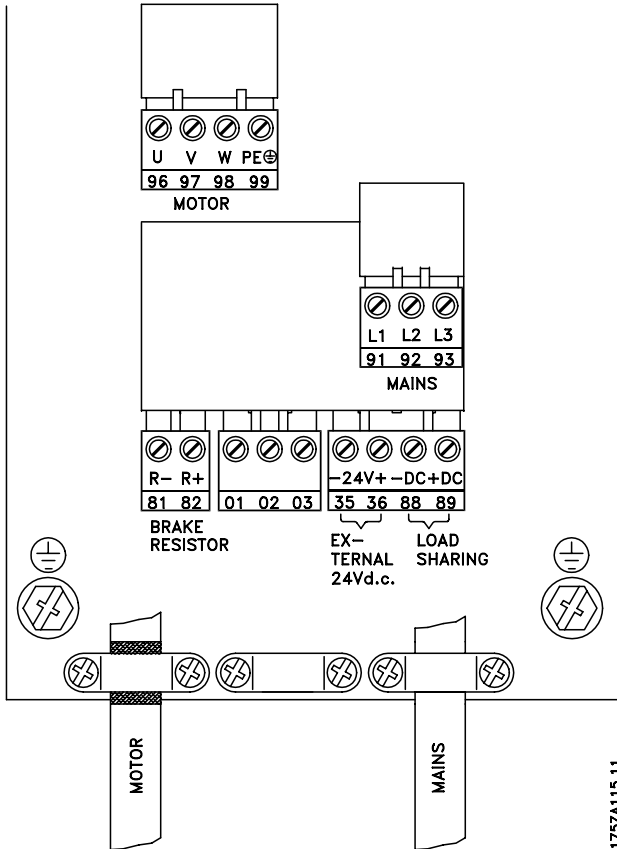 U V W PE
96 97 98 99
MOTOR
L1 L2 L3
91 92 93
MAINS
R– R+
81 82
BRAKE
RESISTOR
01 02 03
–24V+ –DC+DC
35 36 88 89
EX–
TERNAL
24Vd.c.
LOAD
SHARING
MOTOR
MAINS
175ZA115.11